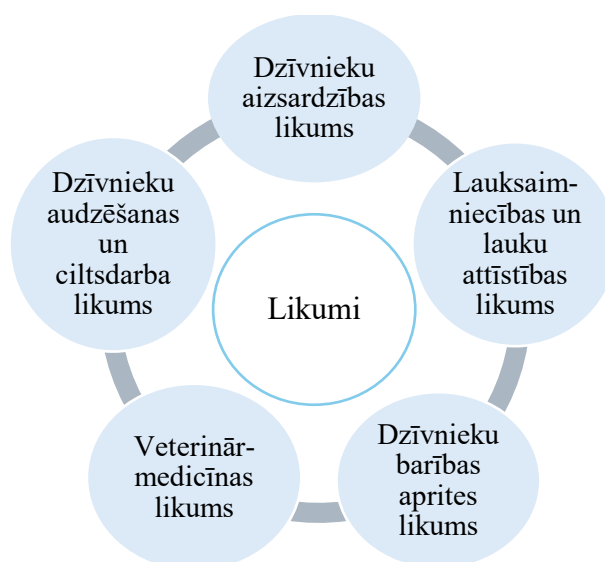 Dzīvnieku
aizsardzības
likums
Lauksaim-
niecības un
lauku
attīstības
likums
Dzīvnieku
barības
aprites
likums
Veterinār-
medicīnas
likums
Dzīvnieku
audzēšanas
un
ciltsdarba
likums
Likumi